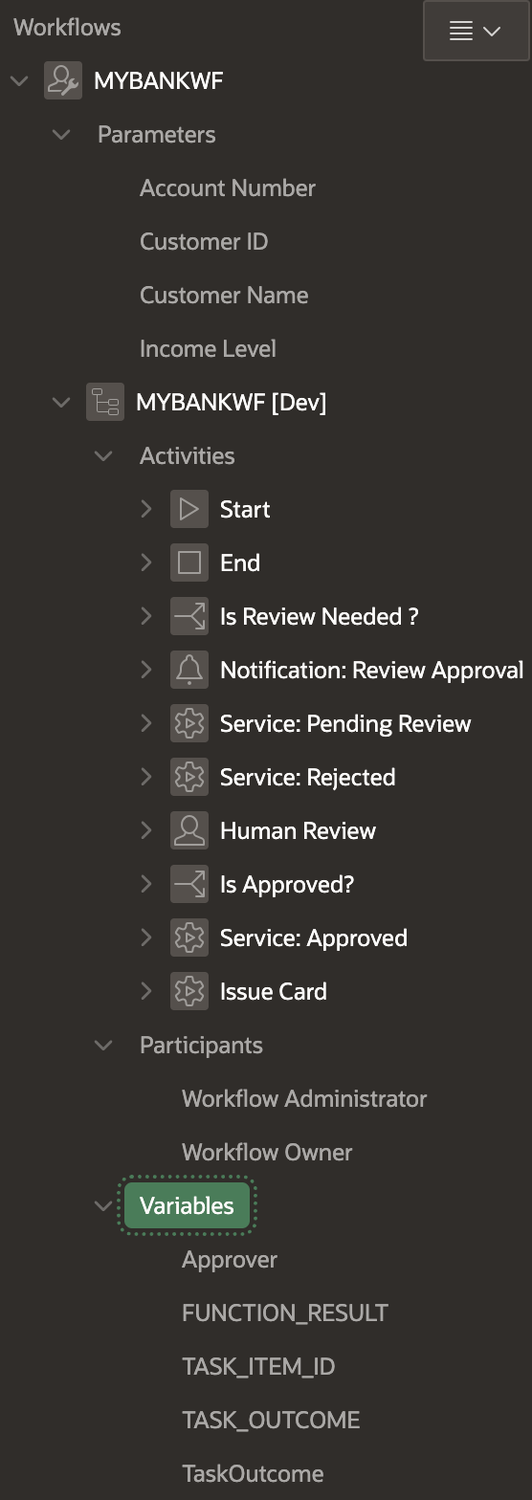 Workflows
MYBANKWF
Parameters
Account Number
Customer ID
Customer Name
Income Level
MYBANKWF [Dev]
Activities
Start
End
Is Review Needed ?
Notification: Review Approval
Service: Pending Review
Service: Rejected
Human Review
Is Approved?
Service: Approved
Issue Card
Participants
Workflow Administrator
Workflow Owner
Variables
Approver
FUNCTION_RESULT
TASK_ITEM_ID
TASK_OUTCOME
TaskOutcome